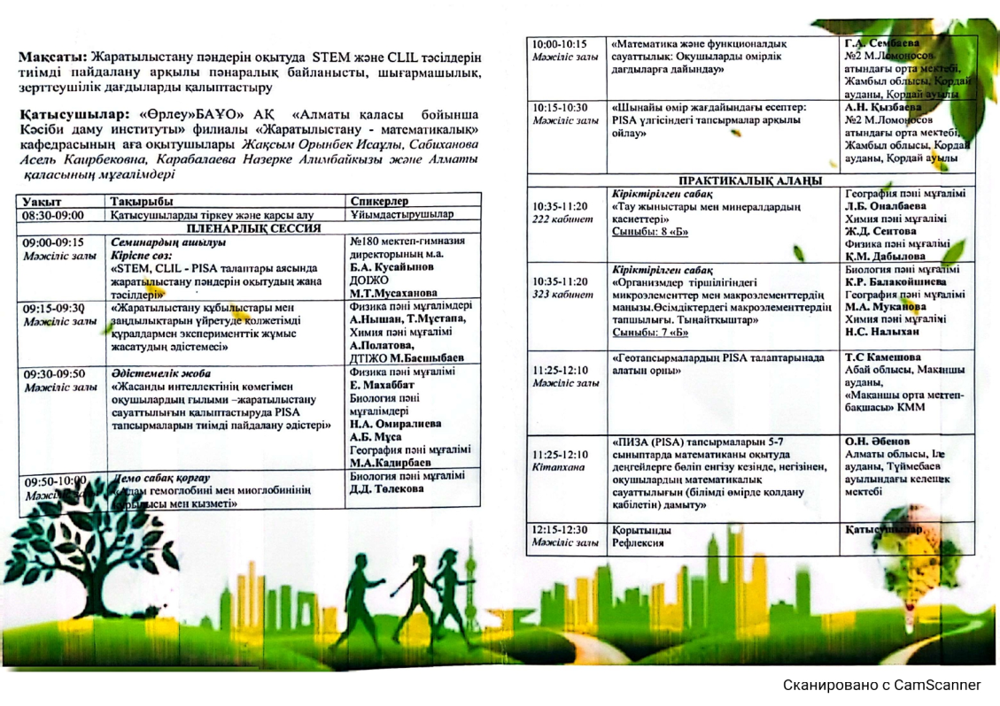 Мақсаты: Жаратылыстану пәндерін оқытуда STEM және CLIL тәсілдерін
тиімді пайдалану арқылы пәнаралық байланысты, шығармашылық,
зерттеушілік дағдыларды қалыптастыру
Қатысушылар: «Өрлеу»БАҰО» АҚ «Алматы қаласы бойынша
Кәсіби даму институты» филиалы «Жаратылыстану - математикалық»
кафедрасының аға оқытушылары Жақсым Орынбек Исаұлы, Сабиханова
Асель Каирбековна, Карабалаева Назерке Алимбайкызы және Алматы
қаласының мұғалімдері
Уақыт Тақырыбы Спикерлер
08:30-09:00 Қатысушыларды тіркеу және қарсы алу Ұйымдастырушылар
ПЛЕНАРЛЫҚ СЕССИЯ
09:00-09:15 Семинардың ашылуы №180 мектеп-гимназия
Мәжіліс залы Кіріспе сөз: директорының м.а.
«STEM, CLIL - PISA талаптары аясында Б.А. Кусайынов
жаратылыстану пәндерін оқытудың жаңа ДОІЖО
тәсілдері» М.Т.Мусаханова
09:15-09:30 «Жаратылыстану құбылыстары мен Физика пәні мұғалімдері
Мәжіліс залы заңдылықтарын үйретуде қолжетімді А.Нышан, Т.Мұстапа,
құралдармен эксперименттік жұмыс Химия пәні мұғалімі
жасатудың әдістемесі» А.Полатова,
ДТІЖО М.Басшыбаев
09:30-09:50 Әдістемелік жоба Физика пәні мұғалімі
Мәжіліс залы «Жасанды интеллектінің көмегімен Е. Махаббат
оқушылардың ғылыми –жаратылыстану Биология пәні
сауаттылығын қалыптастыруда PISA мұғалімдері
тапсырмаларын тиімді пайдалану әдістері» Н.А. Омиралиева
А.Б. Мұса
География пәні мұғалімі
М.А.Кадирбаев
09:50-10:00 Демо сабақ қорғау Биология пәні мұғалімі
Мәжіліс залы «Адам гемоглобині мен миоглобинінің Д.Д. Төлекова
құрылысы мен қызметі»
10:00-10:15 «Математика және функционалдық Г.А. Сембаева
Мәжіліс залы сауаттылық: Оқушыларды өмірлік №2 М.Ломоносов
дағдыларға дайындау» атындағы орта мектебі,
Жамбыл облысы, Қордай
ауданы, Қордай ауылы
10:15-10:30 «Шынайы өмір жағдайындағы есептер: А.Н. Қызбаева
Мәжіліс залы PISA үлгісіндегі тапсырмалар арқылы №2 М.Ломоносов
ойлау» атындағы орта мектебі,
Жамбыл облысы, Қордай
ауданы, Қордай ауылы
ПРАКТИКАЛЫҚ АЛАҢЫ
10:35-11:20 Кіріктірілген сабақ География пәні мұғалімі
222 кабинет «Тау жыныстары мен минералдардың Л.Б. Оналбаева
қасиеттері» Химия пәні мұғалімі
Сыныбы: 8 «Б» Ж.Д. Сеитова
Физика пәні мұғалімі
Қ.М. Дабылова
10:35-11:20 Кіріктірілген сабақ Биология пәні мұғалімі
323 кабинет «Организмдер тіршілігіндегі К.Р. Балакойшиева
микроэлементтер мен макроэлементтердің География пәні мұғалімі
маңызы.Өсімдіктердегі макроэлементтердің М.А. Муканова
тапшылығы. Тыңайтқыштар» Химия пәні мұғалімі
Сыныбы: 7 «Б» Н.С. Налыхан
11:25-12:10 «Геотапсырмалардың PISA талаптарында Т.С Камешова
Мәжіліс залы алатын орны» Абай облысы, Мақаншы
ауданы,
«Мақаншы орта мектеп-
бақшасы» КММ
11:25-12:10 «ПИЗА (PISA) тапсырмаларын 5-7 О.Н. Әбенов
Кітапхана сыныптарда математиканы оқытуда Алматы облысы, Іле
деңгейлерге бөліп енгізу кезінде, негізінен, ауданы, Түймебаев
оқушылардың математикалық ауылындағы келешек
сауаттылығын (білімді өмірде қолдану мектебі
қабілетін) дамыту»
12:15-12:30 Қорытынды Қатысушылар
Мәжіліс залы Рефлексия
Сканировано с CamScanner